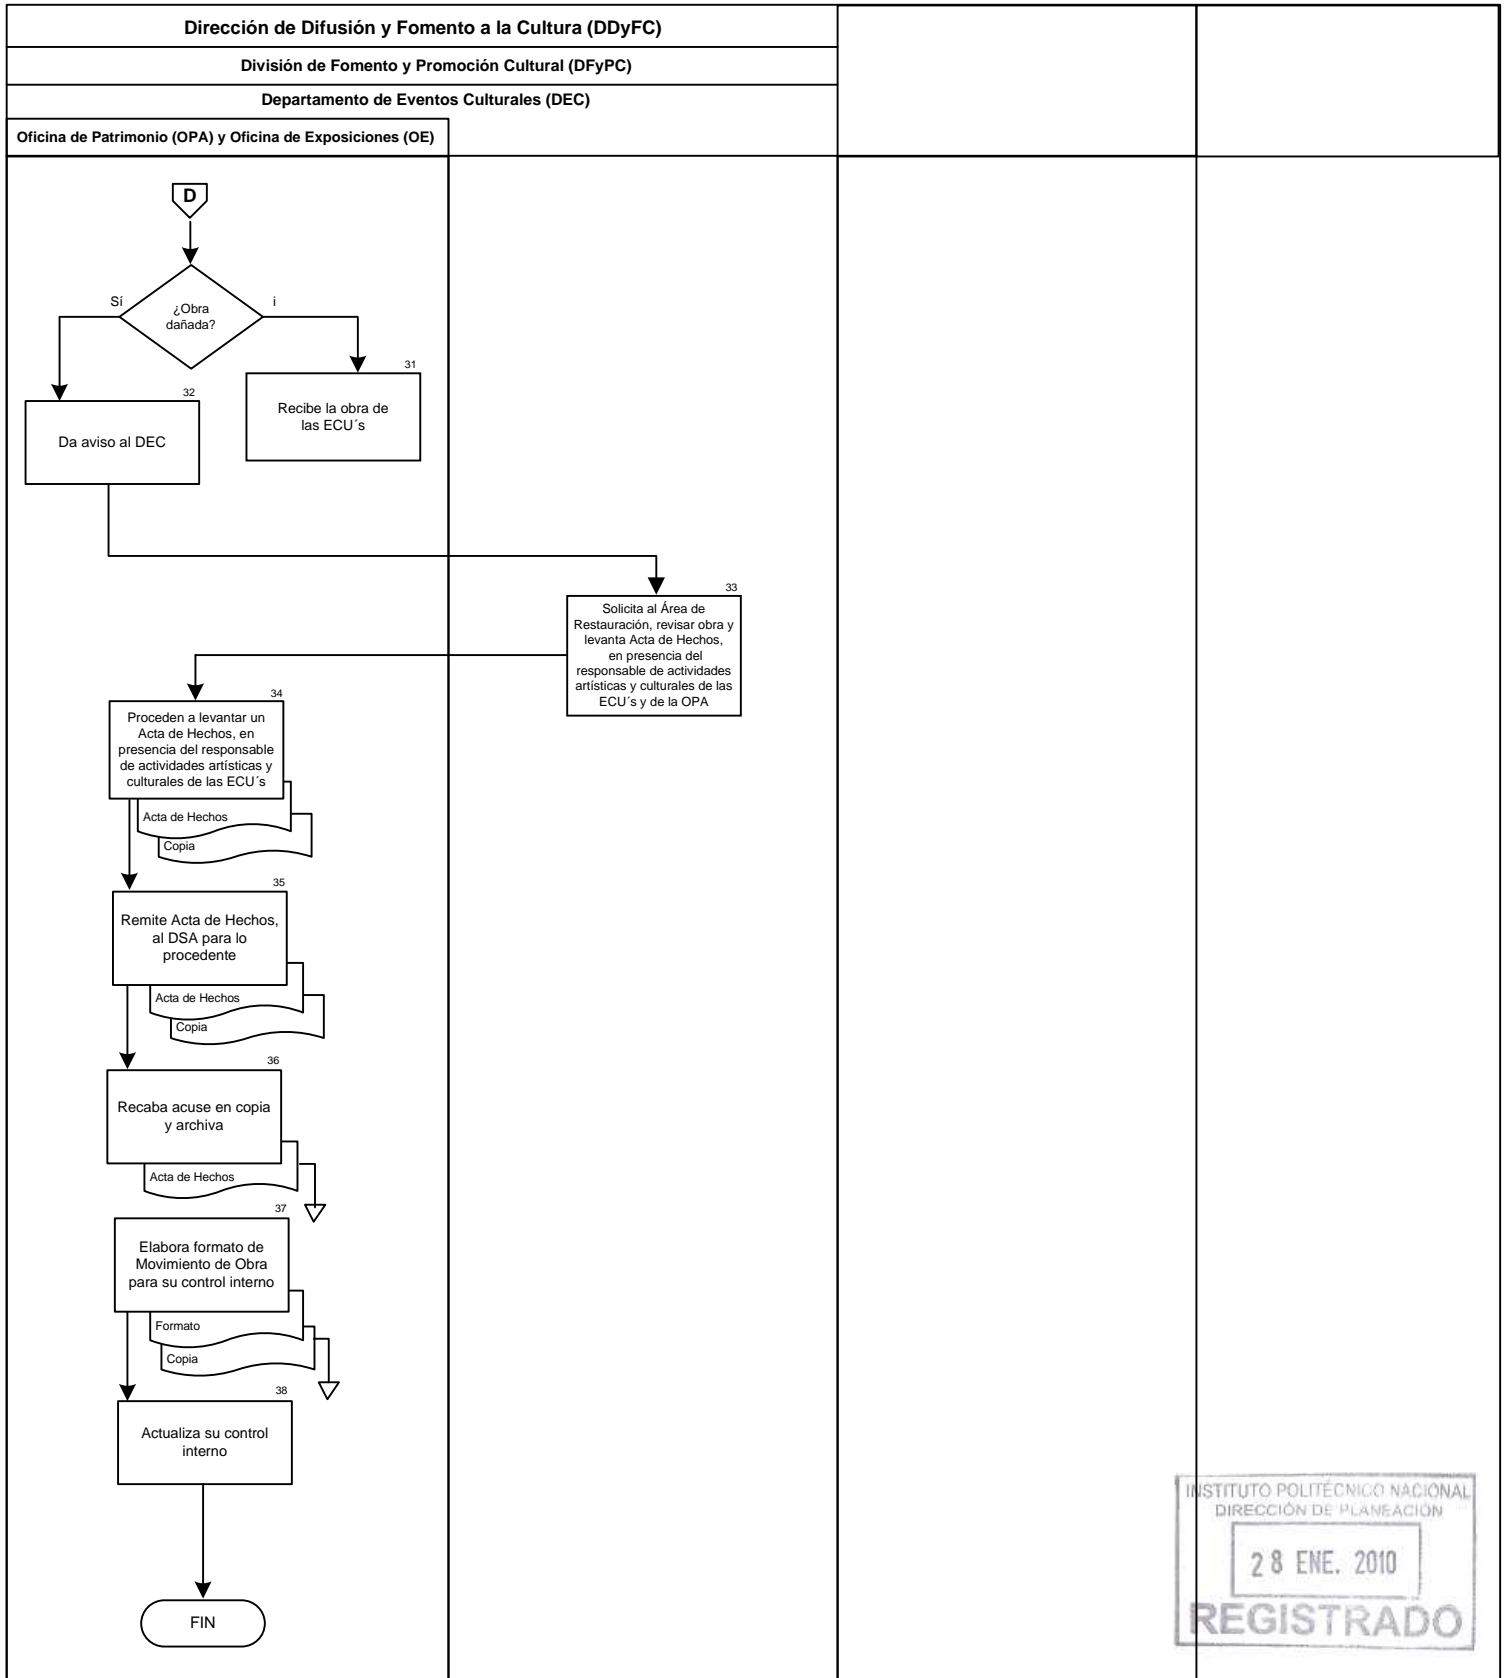 Dirección de Difusión y Fomento a la Cultura (DDyFC)
División de Fomento y Promoción Cultural (DFyPC)
Departamento de Eventos Culturales (DEC)
Oficina de Patrimonio (OPA) y Oficina de Exposiciones (OE)
D
¿Obra
dañada?
Sí
i
31
Recibe la obra de
las ECU´s
32
Da aviso al DEC
33
Solicita al Área de
Restauración, revisar obra y
levanta Acta de Hechos,
en presencia del
responsable de actividades
artísticas y culturales de las
ECU´s y de la OPA
34
Proceden a levantar un
Acta de Hechos, en
presencia del responsable
de actividades artísticas y
culturales de las ECU´s
Acta de Hechos
Copia
35
Remite Acta de Hechos,
al DSA para lo
procedente
Acta de Hechos
Copia
36
Recaba acuse en copia
y archiva
Acta de Hechos
37
Elabora formato de
Movimiento de Obra
para su control interno
Formato
Copia
38
Actualiza su control
interno
FIN
INSTITUTO POLITÉCNICO NACIONAL
DIRECCIÓN DE PLANEACIÓN
28 ENE. 2010
REGISTRADO